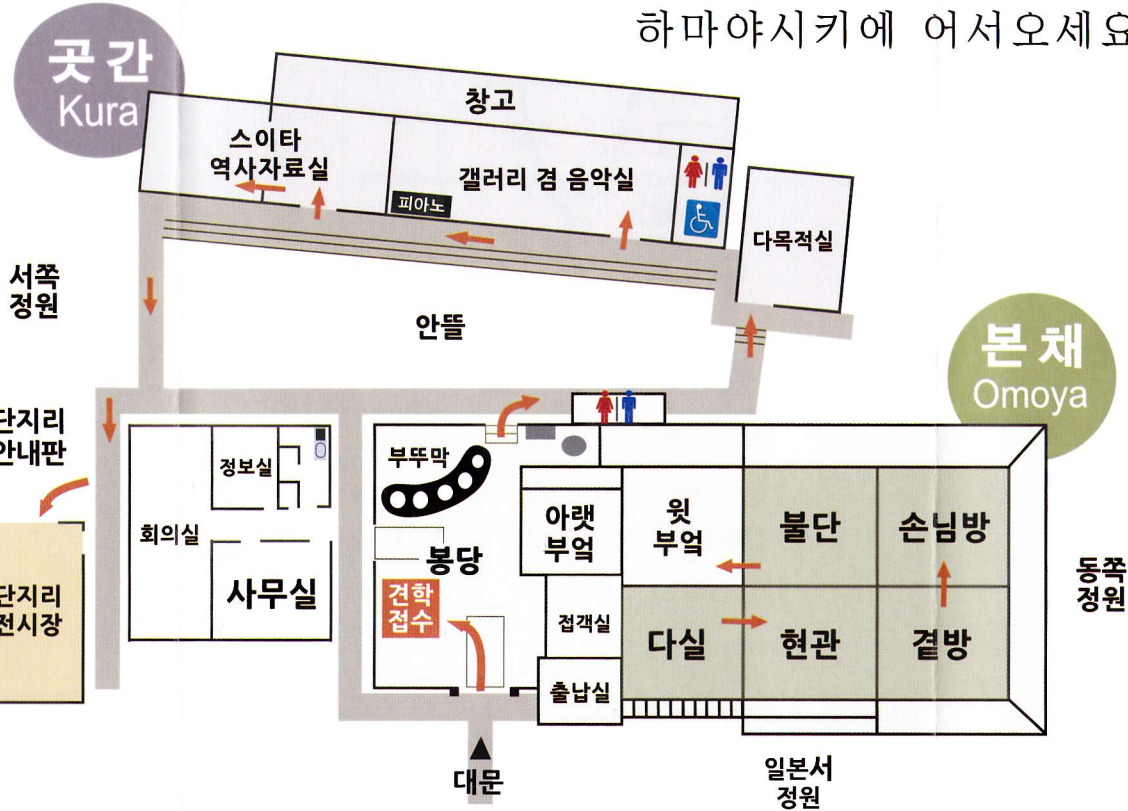 하마야시키에 어서오세요
곳간
Kura
창고
스이타
역사자료실
갤러리 겸 음악실
피아노
다목적실
서쪽
정원
안뜰
본채
Omoya
단지리
안내판
정보실
부뚜막
회의실
아랫
부엌
윗
부엌
불단
손님방
봉당
사무실
동쪽
정원
단지리
전시장
견학
접수
접객실
다실
현관
곁방
출납실
대문
일본서
정원